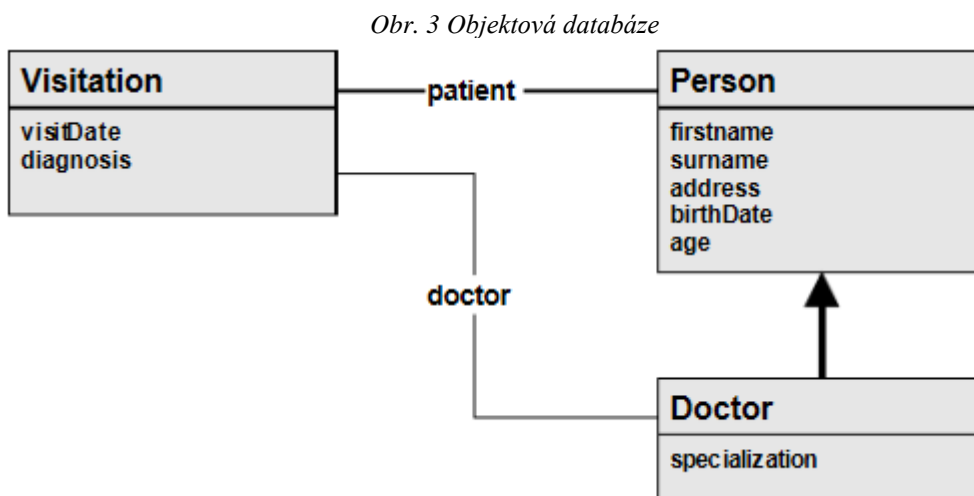 Obr. 3 Objektová databáze
Visitation
visitDate
diagnosis
patient
Person
firstname
surname
address
birthDate
age
doctor
Doctor
specialization